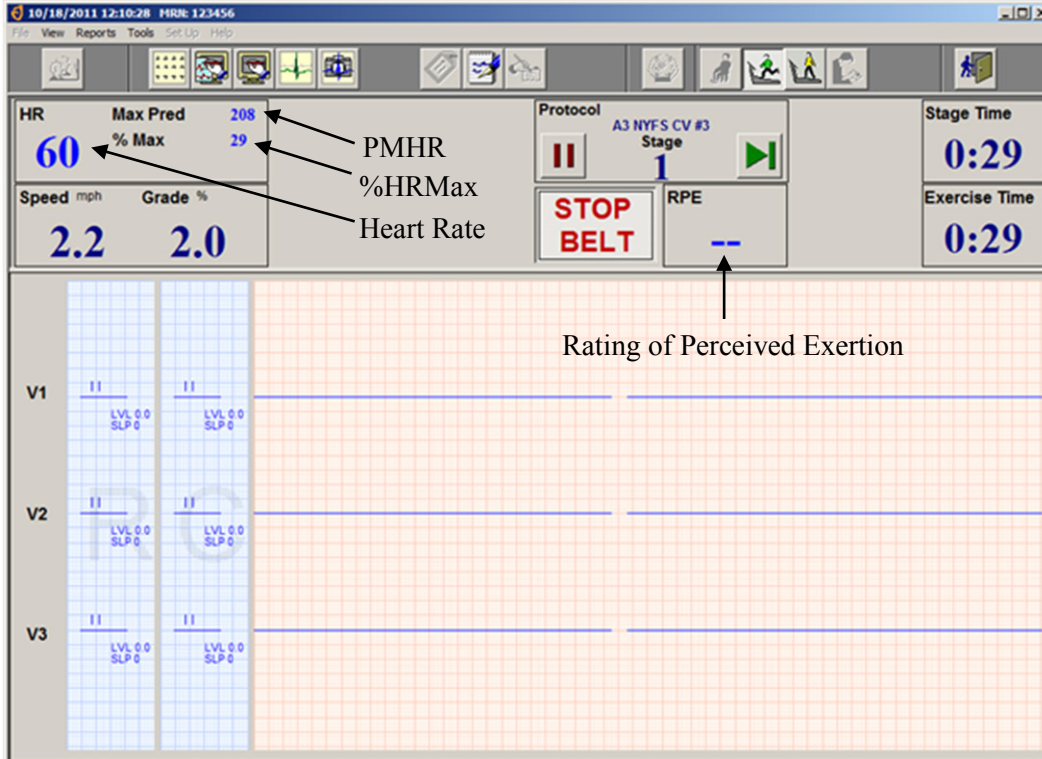 10/18/2011 12:10:28 MRN: 123456
File View Reports Tools Set Up Help
HR Max Pred 208
60 % Max 29
PMHR
%HRMax
Heart Rate
Protocol
A3 NYFS CV #3
Stage
1
Stage Time
0:29
Speed mph Grade %
2.2 2.0
STOP
BELT
RPE
--
Exercise Time
0:29
Rating of Perceived Exertion
V1
II II
LVL 0.0 LVL 0.0
SLP 0 SLP 0
V2
II II
LVL 0.0 LVL 0.0
SLP 0 SLP 0
R C
V3
II II
LVL 0.0 LVL 0.0
SLP 0 SLP 0